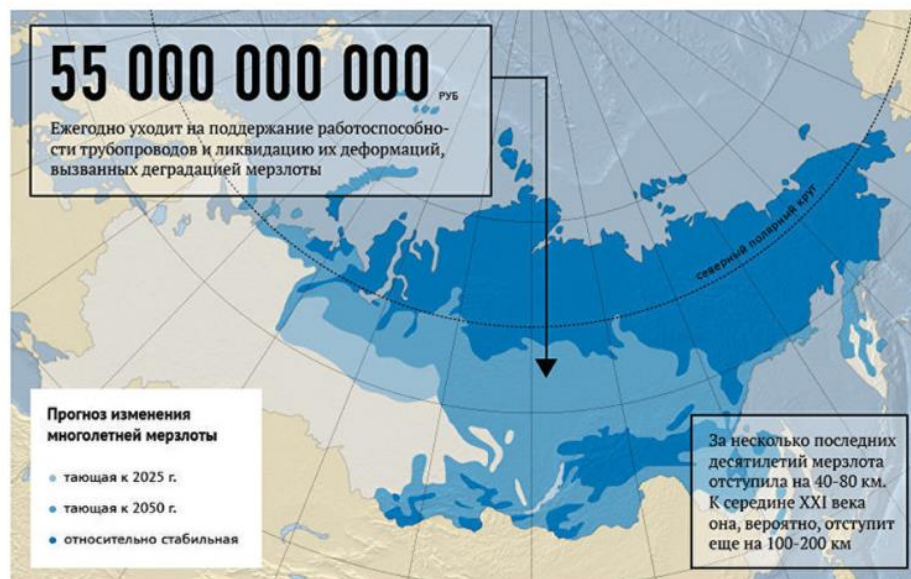 55 000 000 000 РУБ
Ежегодно уходит на поддержание работоспособно-
сти трубопроводов и ликвидацию их деформаций,
вызванных деградацией мерзлоты
северный полярный круг
Прогноз изменения
многолетней мерзлоты
тающая к 2025 г.
тающая к 2050 г.
относительно стабильная
За несколько последних
десятилетий мерзлота
отступила на 40-80 км.
К середине XXI века
она, вероятно, отступит
еще на 100-200 км